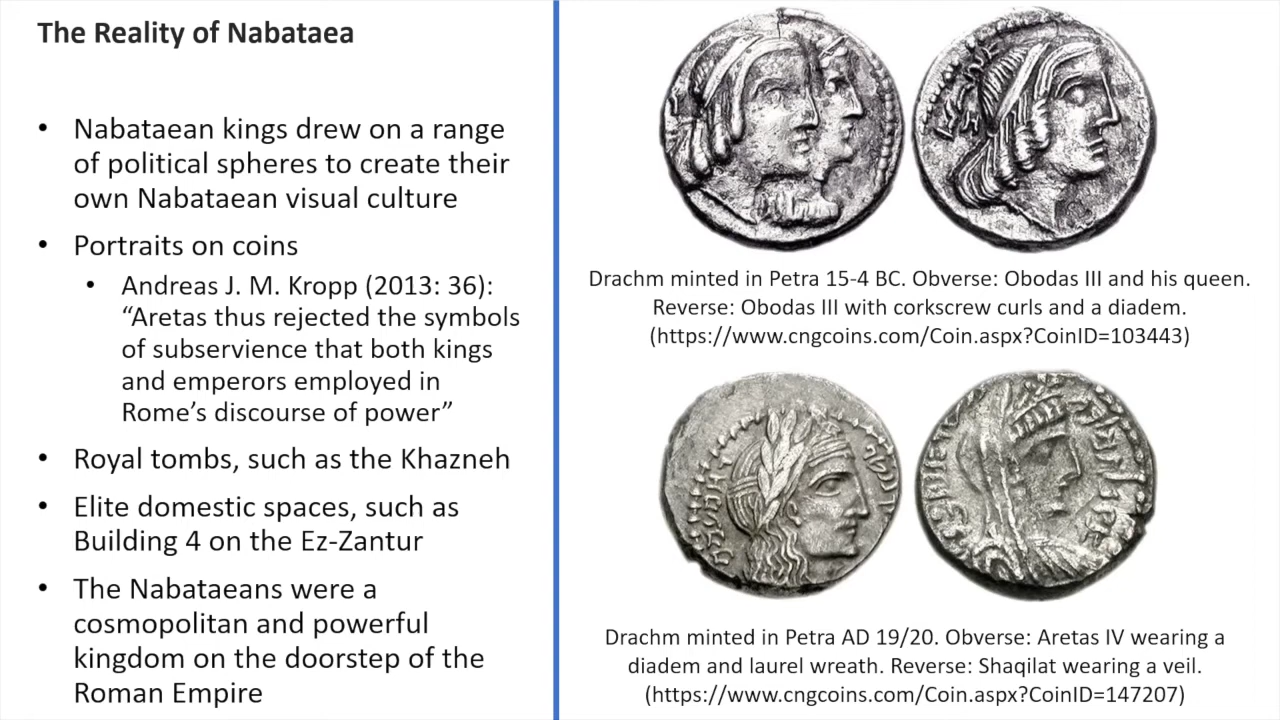 The Reality of Nabataea
• Nabataean kings drew on a range
of political spheres to create their
own Nabataean visual culture
• Portraits on coins
• Andreas J. M. Kropp (2013: 36):
“Aretas thus rejected the symbols
of subservience that both kings
and emperors employed in
Rome’s discourse of power”
• Royal tombs, such as the Khazneh
• Elite domestic spaces, such as
Building 4 on the Ez-Zantur
• The Nabataeans were a
cosmopolitan and powerful
kingdom on the doorstep of the
Roman Empire
Drachm minted in Petra 15-4 BC. Obverse: Obodas III and his queen.
Reverse: Obodas III with corkscrew curls and a diadem.
(https://www.cngcoins.com/Coin.aspx?CoinID=103443)
Drachm minted in Petra AD 19/20. Obverse: Aretas IV wearing a
diadem and laurel wreath. Reverse: Shaqilat wearing a veil.
(https://www.cngcoins.com/Coin.aspx?CoinID=147207)